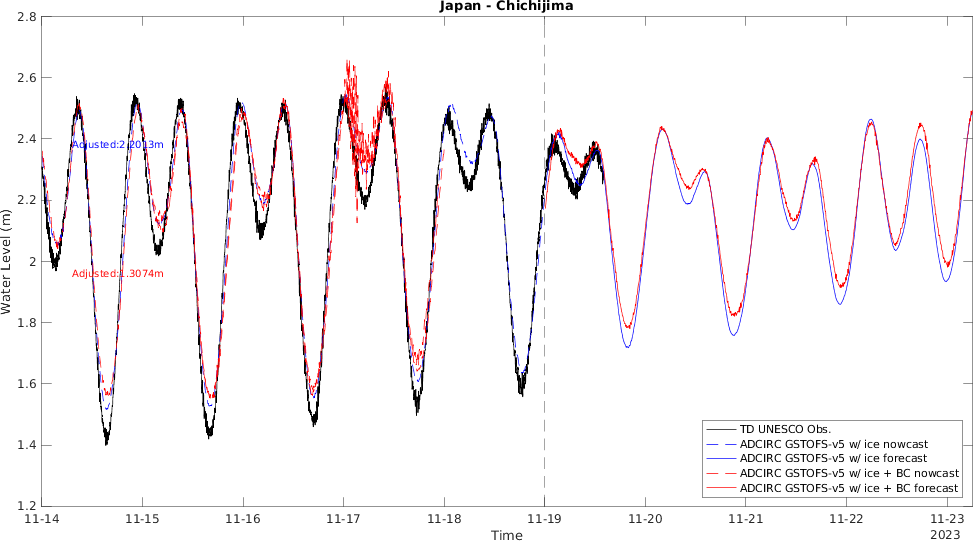 Japan - Chichijima
2.8
2.6
2.4
2.2
2
1.8
1.6
1.4
1.2
Water Level (m)
Adjusted:2.2013m
Adjusted:1.3074m
TD UNESCO Obs.
ADCIRC GSTOFS-v5 w/ ice nowcast
ADCIRC GSTOFS-v5 w/ ice forecast
ADCIRC GSTOFS-v5 w/ ice + BC nowcast
ADCIRC GSTOFS-v5 w/ ice + BC forecast
11-14 11-15 11-16 11-17 11-18 11-19 11-20 11-21 11-22 11-23
Time
2023